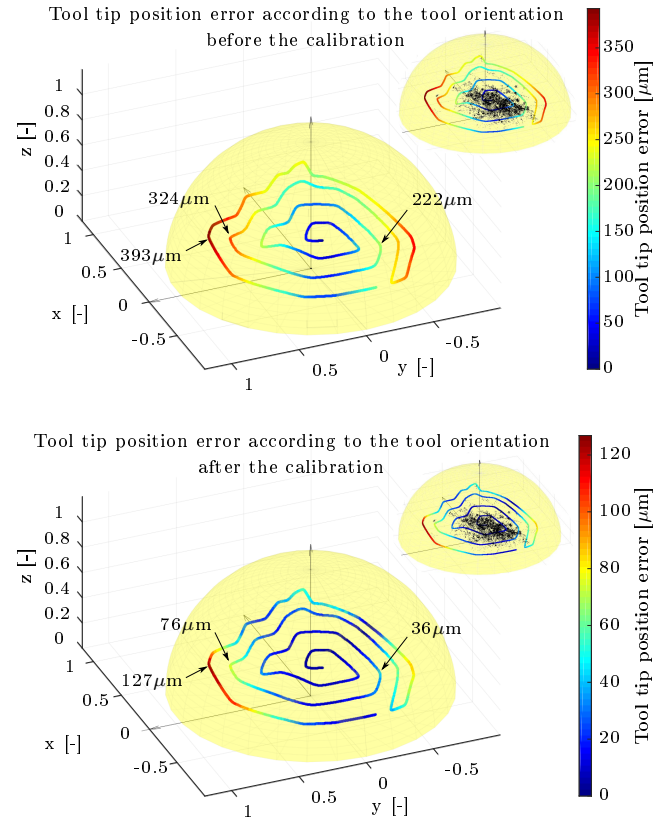 Tool tip position error according to the tool orientation
before the calibration
350
300
250
200
150
100
50
0
Tool tip position error [μm]
1
0.8
0.6
0.4
0.2
0
z [-]
324μm
393μm
222μm
1
0.5
0
-0.5
x [-]
1
0.5
0
-0.5
y [-]
Tool tip position error according to the tool orientation
after the calibration
120
100
80
60
40
20
0
Tool tip position error [μm]
1
0.8
0.6
0.4
0.2
0
z [-]
76μm
127μm
36μm
1
0.5
0
-0.5
x [-]
1
0.5
0
-0.5
y [-]